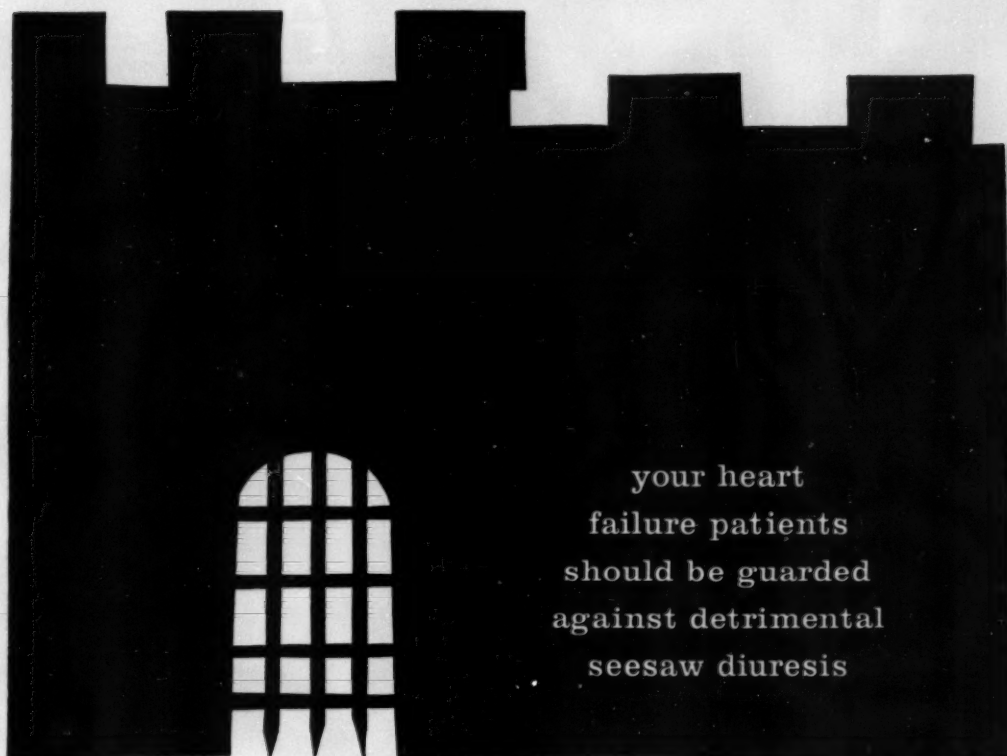 your heart
failure patients
should be guarded
against detrimental
seesaw diuresis